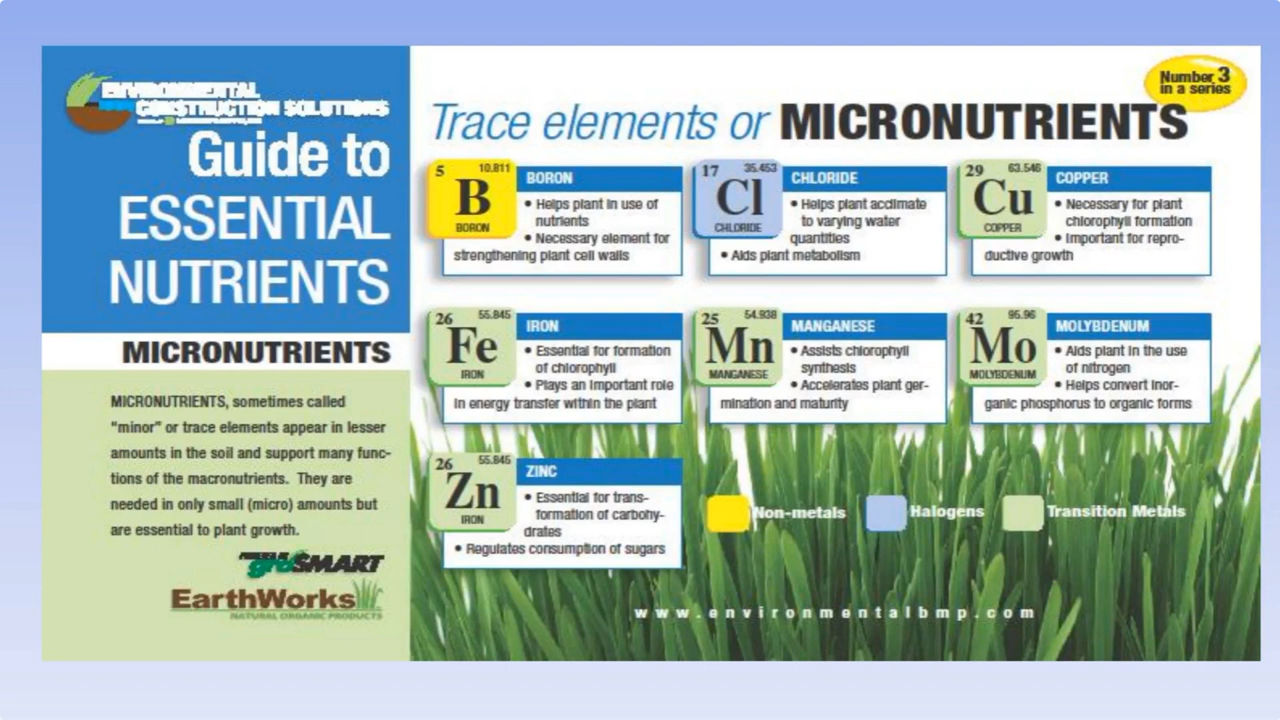 ENVIRONMENTAL
CONSTRUCTION SOLUTIONS
Guide to
ESSENTIAL
NUTRIENTS
MICRONUTRIENTS
MICRONUTRIENTS, sometimes called
“minor” or trace elements appear in lesser
amounts in the soil and support many func-
tions of the macronutrients. They are
needed in only small (micro) amounts but
are essential to plant growth.
groSMART
EarthWorks
NATURAL ORGANIC PRODUCTS
Number 3
in a series
Trace elements or MICRONUTRIENTS
5 10.811
B
BORON
BORON
• Helps plant in use of
nutrients
• Necessary element for
strengthening plant cell walls
17 35.453
Cl
CHLORIDE
CHLORIDE
• Helps plant acclimate
to varying water
quantities
• Aids plant metabolism
29 63.546
Cu
COPPER
COPPER
• Necessary for plant
chlorophyll formation
• Important for repro-
ductive growth
26 55.845
Fe
IRON
IRON
• Essential for formation
of chlorophyll
• Plays an important role
in energy transfer within the plant
25 54.938
Mn
MANGANESE
MANGANESE
• Assists chlorophyll
synthesis
• Accelerates plant ger-
mination and maturity
42 95.96
Mo
MOLYBDENUM
MOLYBDENUM
• Aids plant in the use
of nitrogen
• Helps convert inor-
ganic phosphorus to organic forms
26 55.845
Zn
IRON
ZINC
• Essential for trans-
formation of carbohy-
drates
• Regulates consumption of sugars
Non-metals
Halogens
Transition Metals
www.environmentalbmp.com